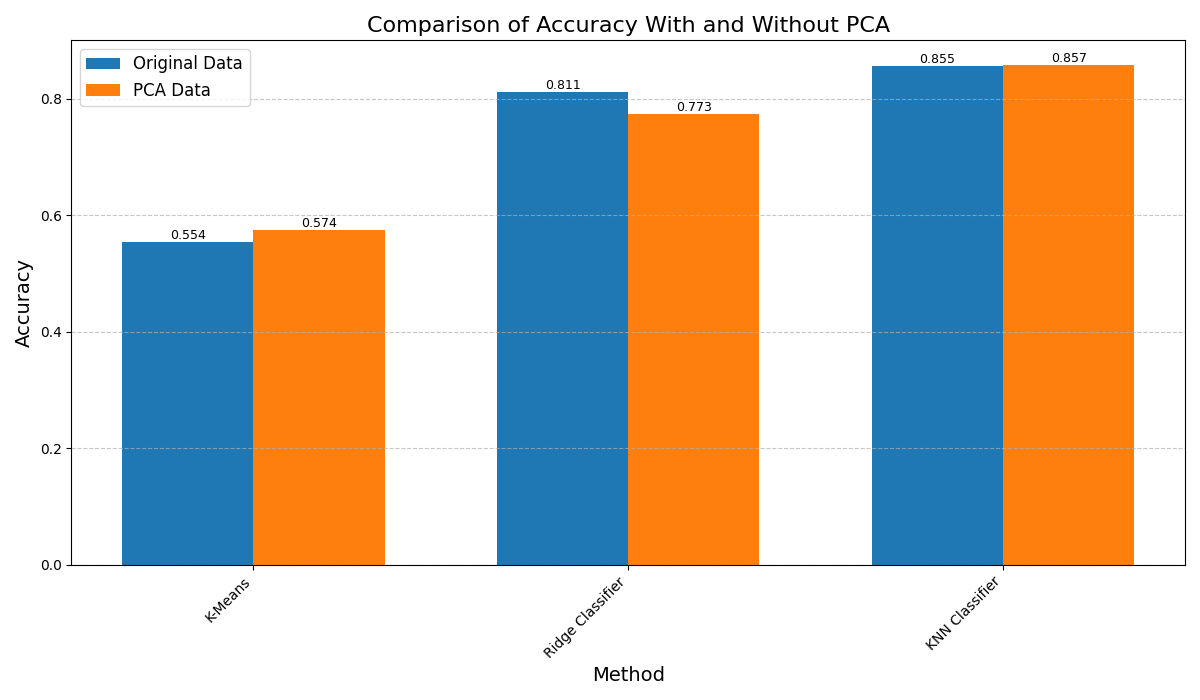 Comparison of Accuracy With and Without PCA
Original Data
PCA Data
0.554
0.574
0.811
0.773
0.855
0.857
Accuracy
0.8
0.6
0.4
0.2
0.0
K-Means
Ridge Classifier
KNN Classifier
Method